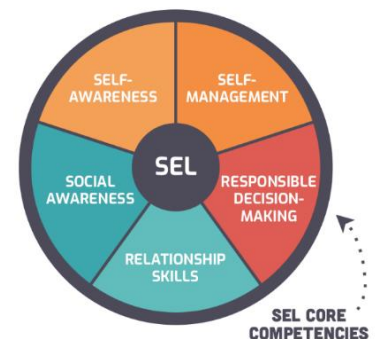 SELF-
AWARENESS
SELF-
MANAGEMENT
SEL
SOCIAL
AWARENESS
RESPONSIBLE
DECISION-
MAKING
RELATIONSHIP
SKILLS
SEL CORE
COMPETENCIES